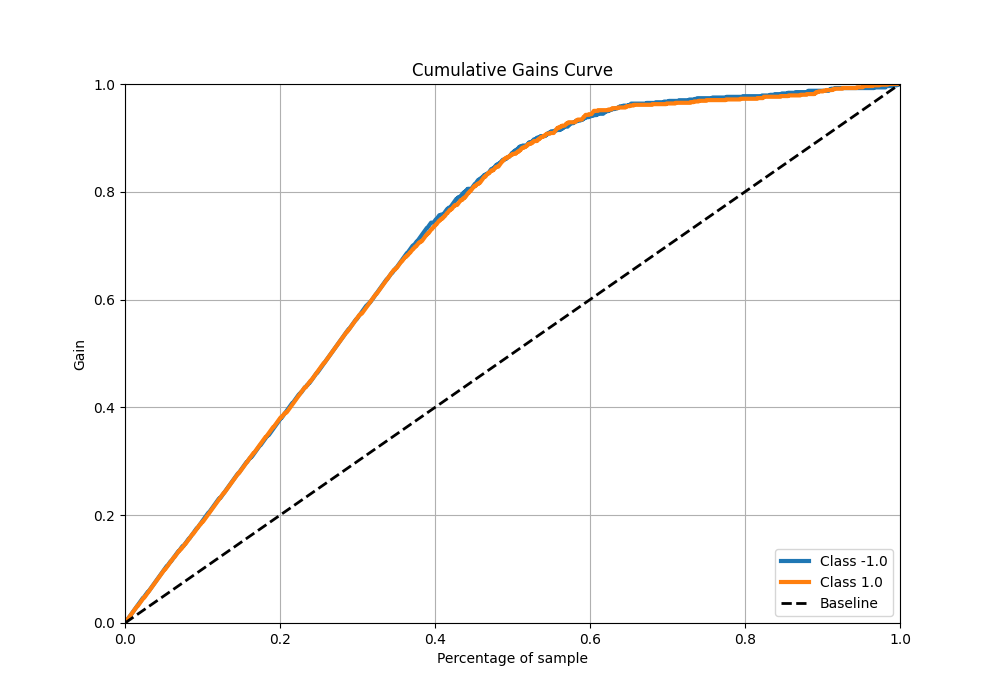 Cumulative Gains Curve
1.0
0.8
0.6
0.4
0.2
0.0
Gain
0.0 0.2 0.4 0.6 0.8 1.0
Percentage of sample
Class -1.0
Class 1.0
Baseline